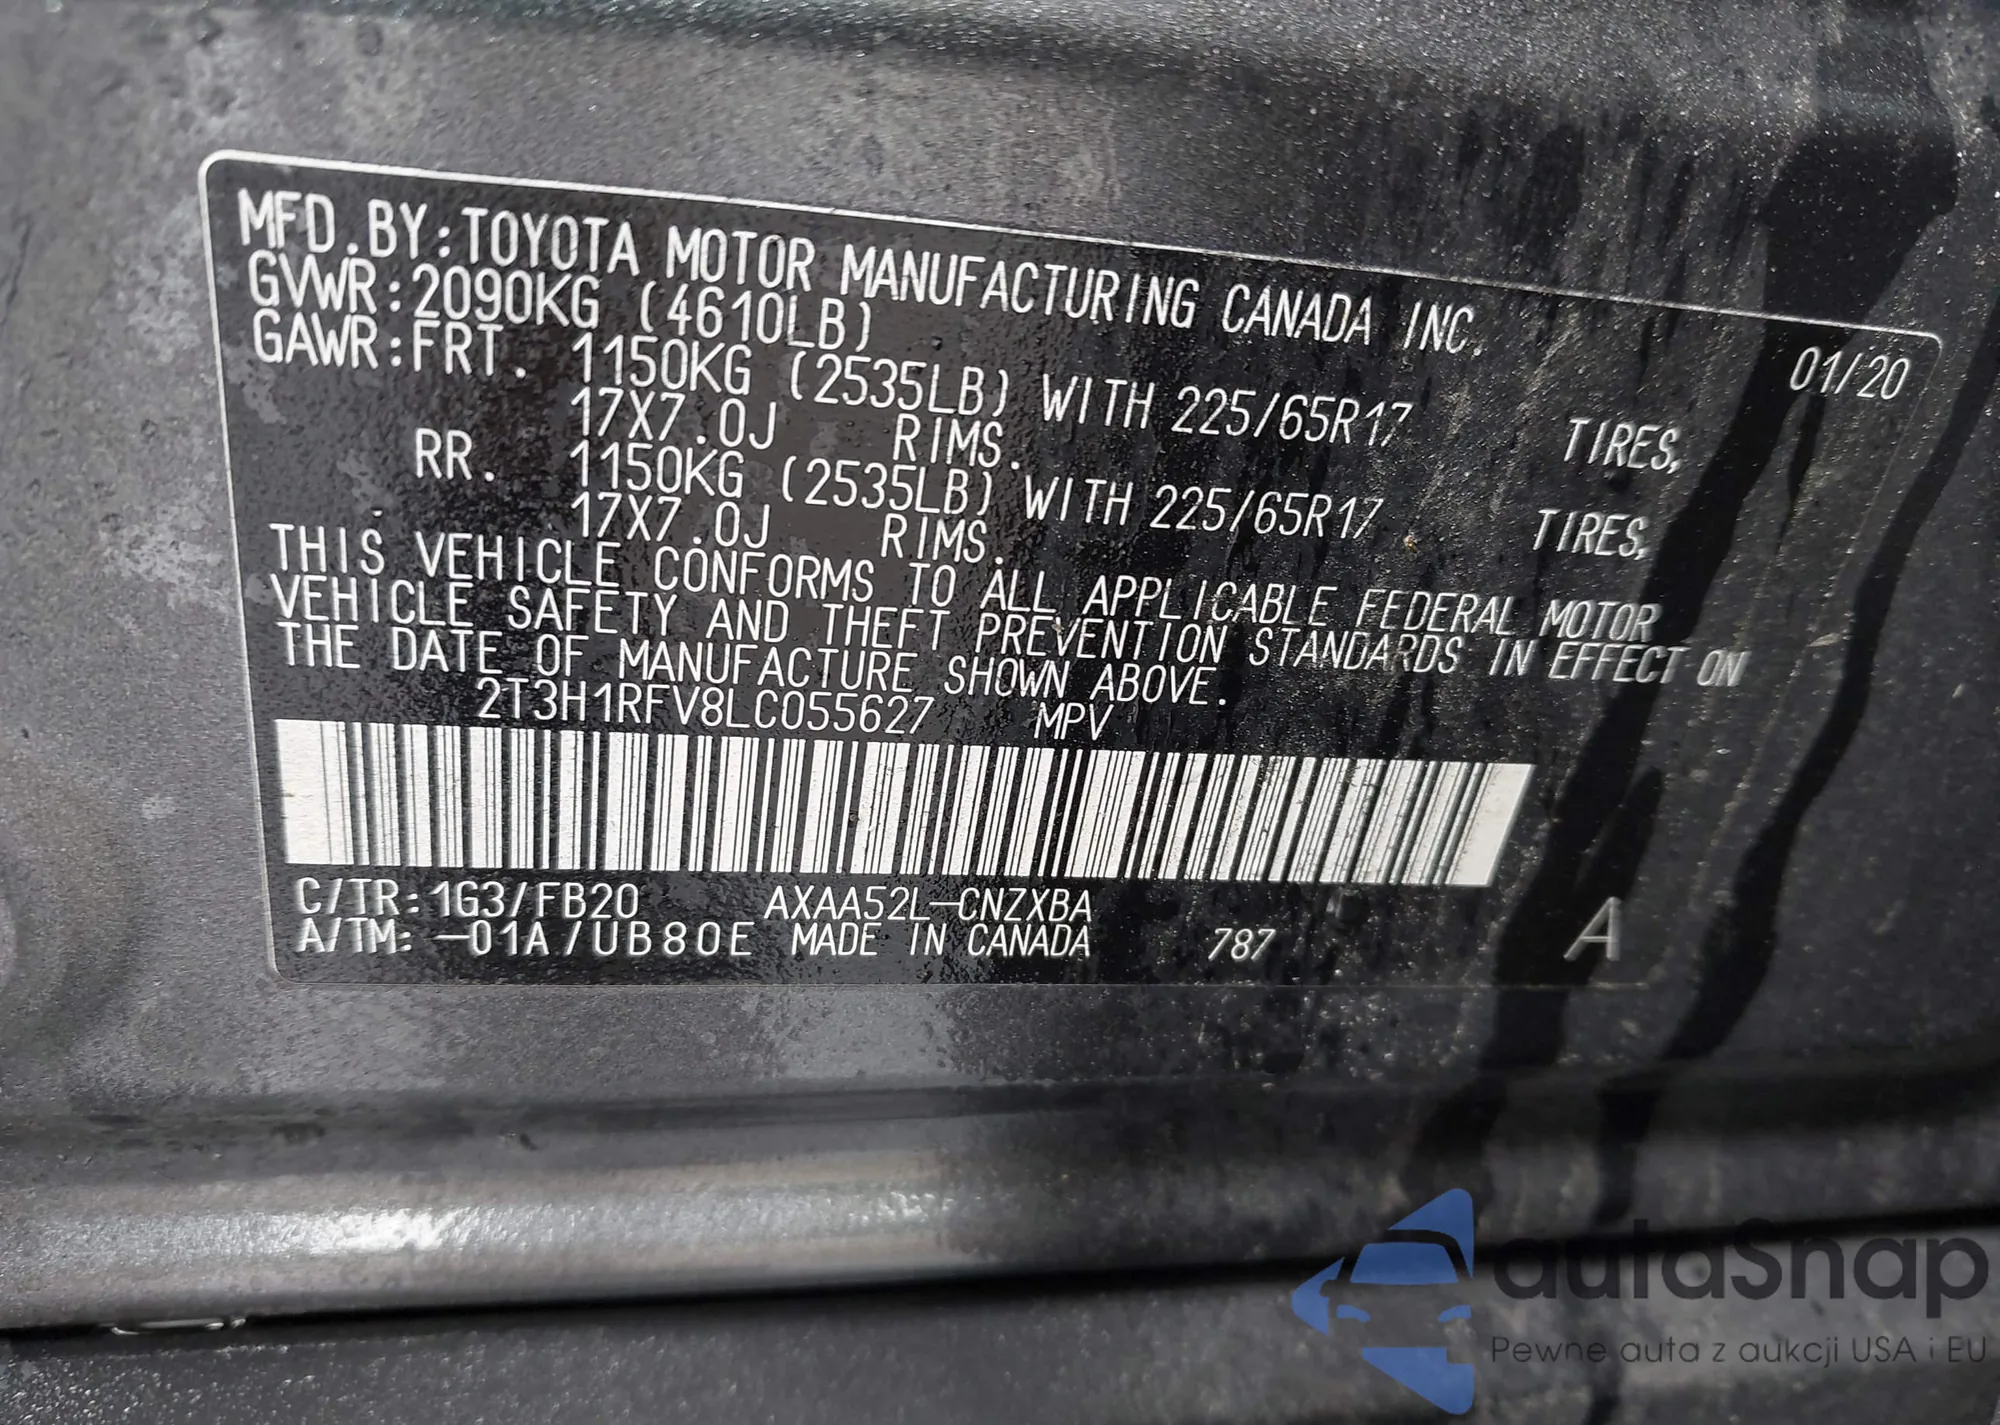 MFD.BY:TOYOTA MOTOR MANUFACTURING CANADA INC.
GVWR:2090KG (4610LB) 01/20
GAWR:FRT. 1150KG (2535LB) WITH 225/65R17 TIRES,
17X7.0J RIMS.
RR. 1150KG (2535LB) WITH 225/65R17 TIRES,
17X7.0J RIMS.
THIS VEHICLE CONFORMS TO ALL APPLICABLE FEDERAL MOTOR
VEHICLE SAFETY AND THEFT PREVENTION STANDARDS IN EFFECT ON
THE DATE OF MANUFACTURE SHOWN ABOVE.
2T3H1RFV8LC055627 MPV
C/TR:1G3/FB20 AXAA52L-CNZXBA
A/TM:-01A/UB80E MADE IN CANADA 787 A
autaSnap
Pewne auta z aukcji USA i EU